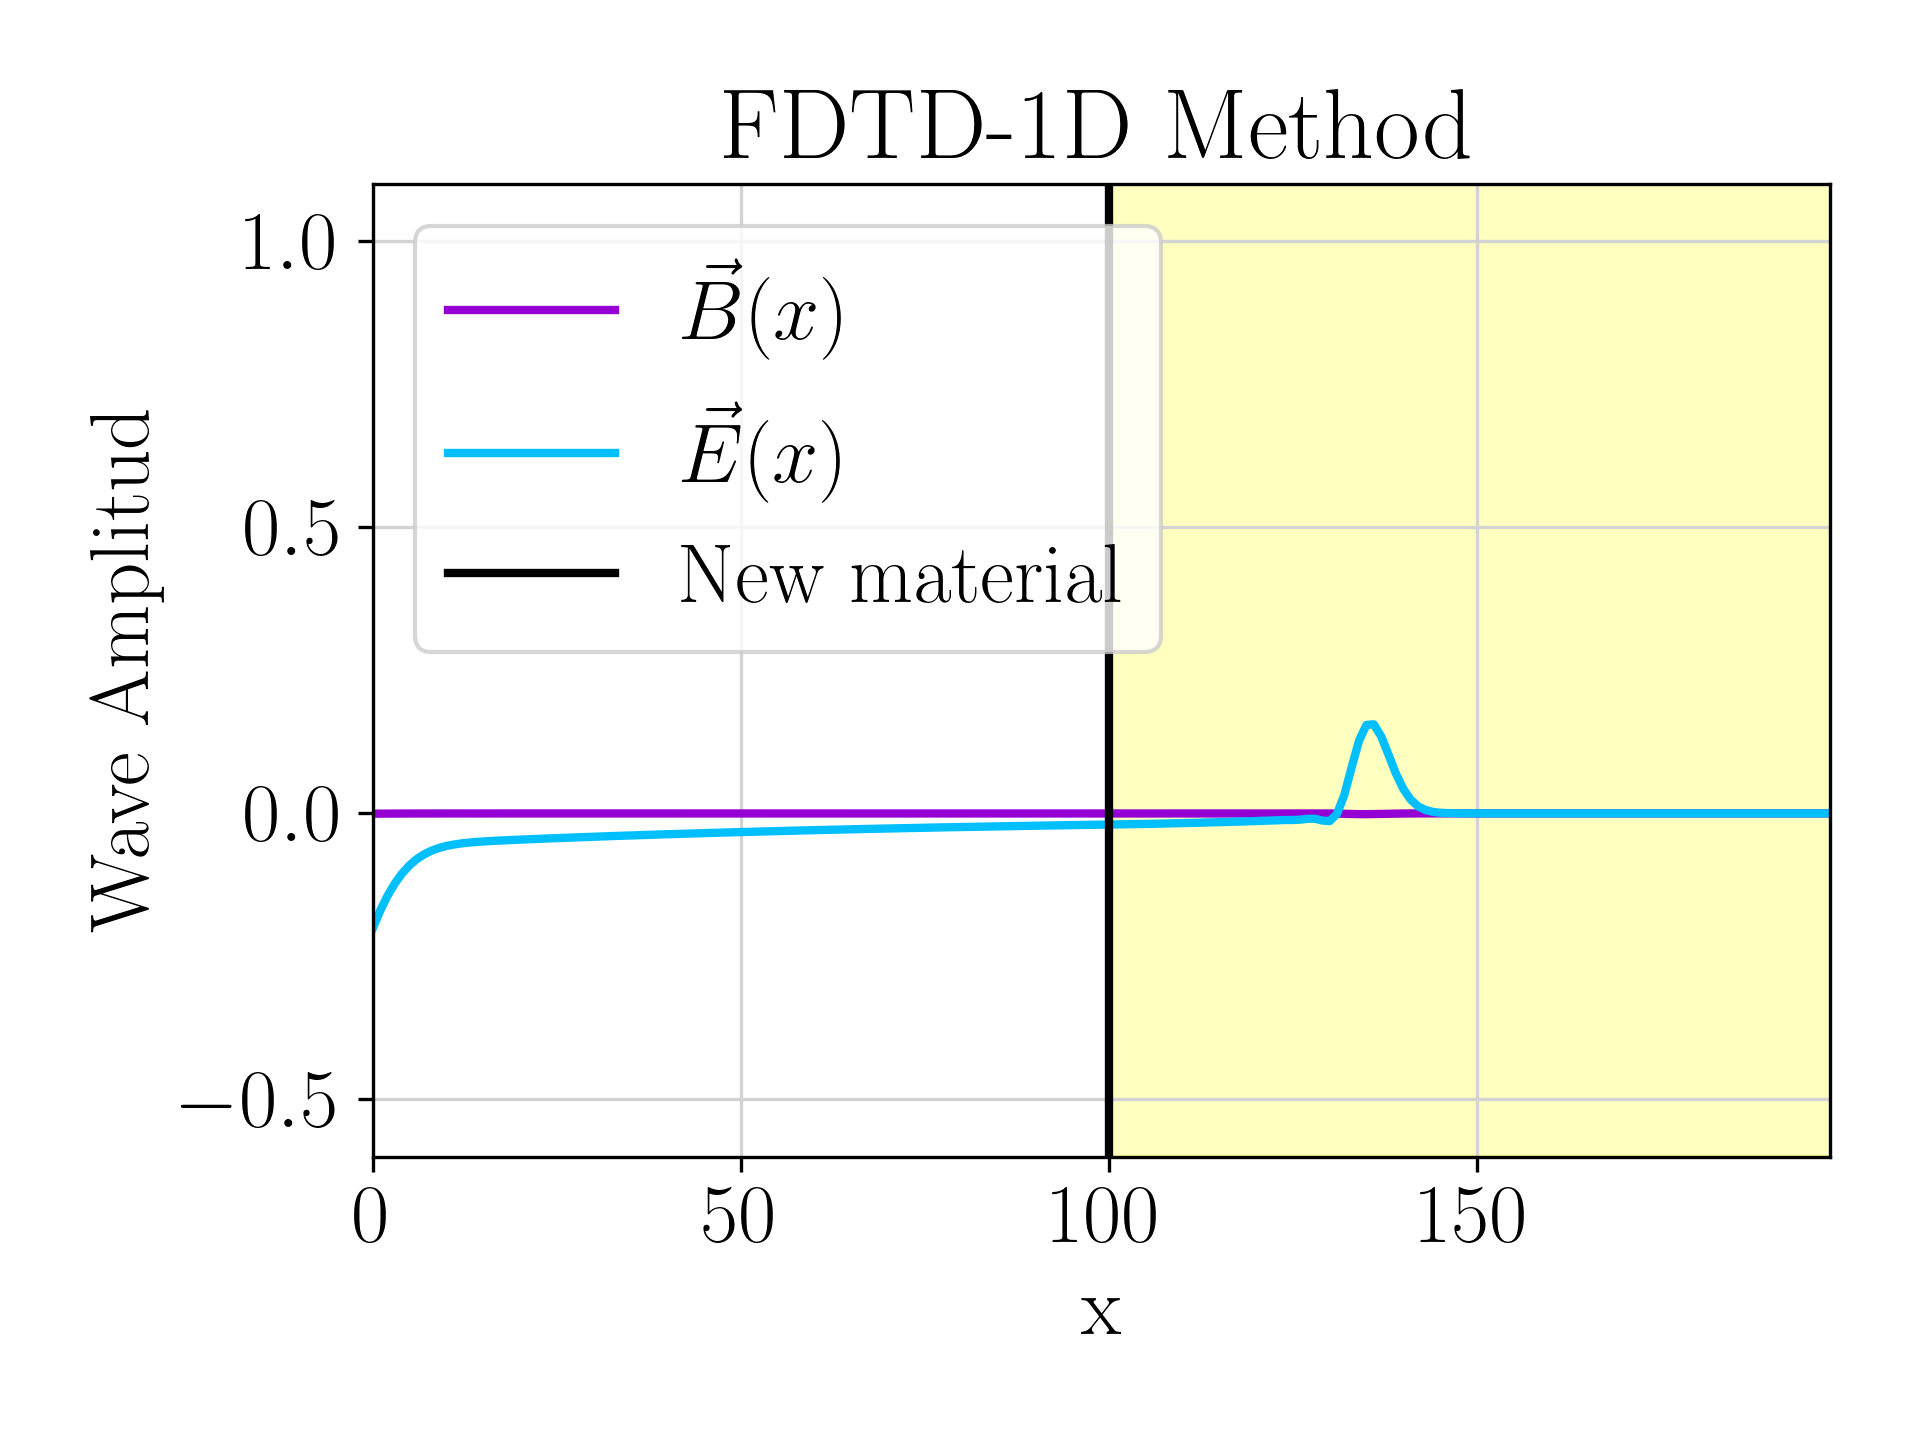 FDTD-1D Method
1.0
0.5
0.0
−0.5
Wave Amplitud
B⃗(x)
E⃗(x)
New material
0
50
100
150
x